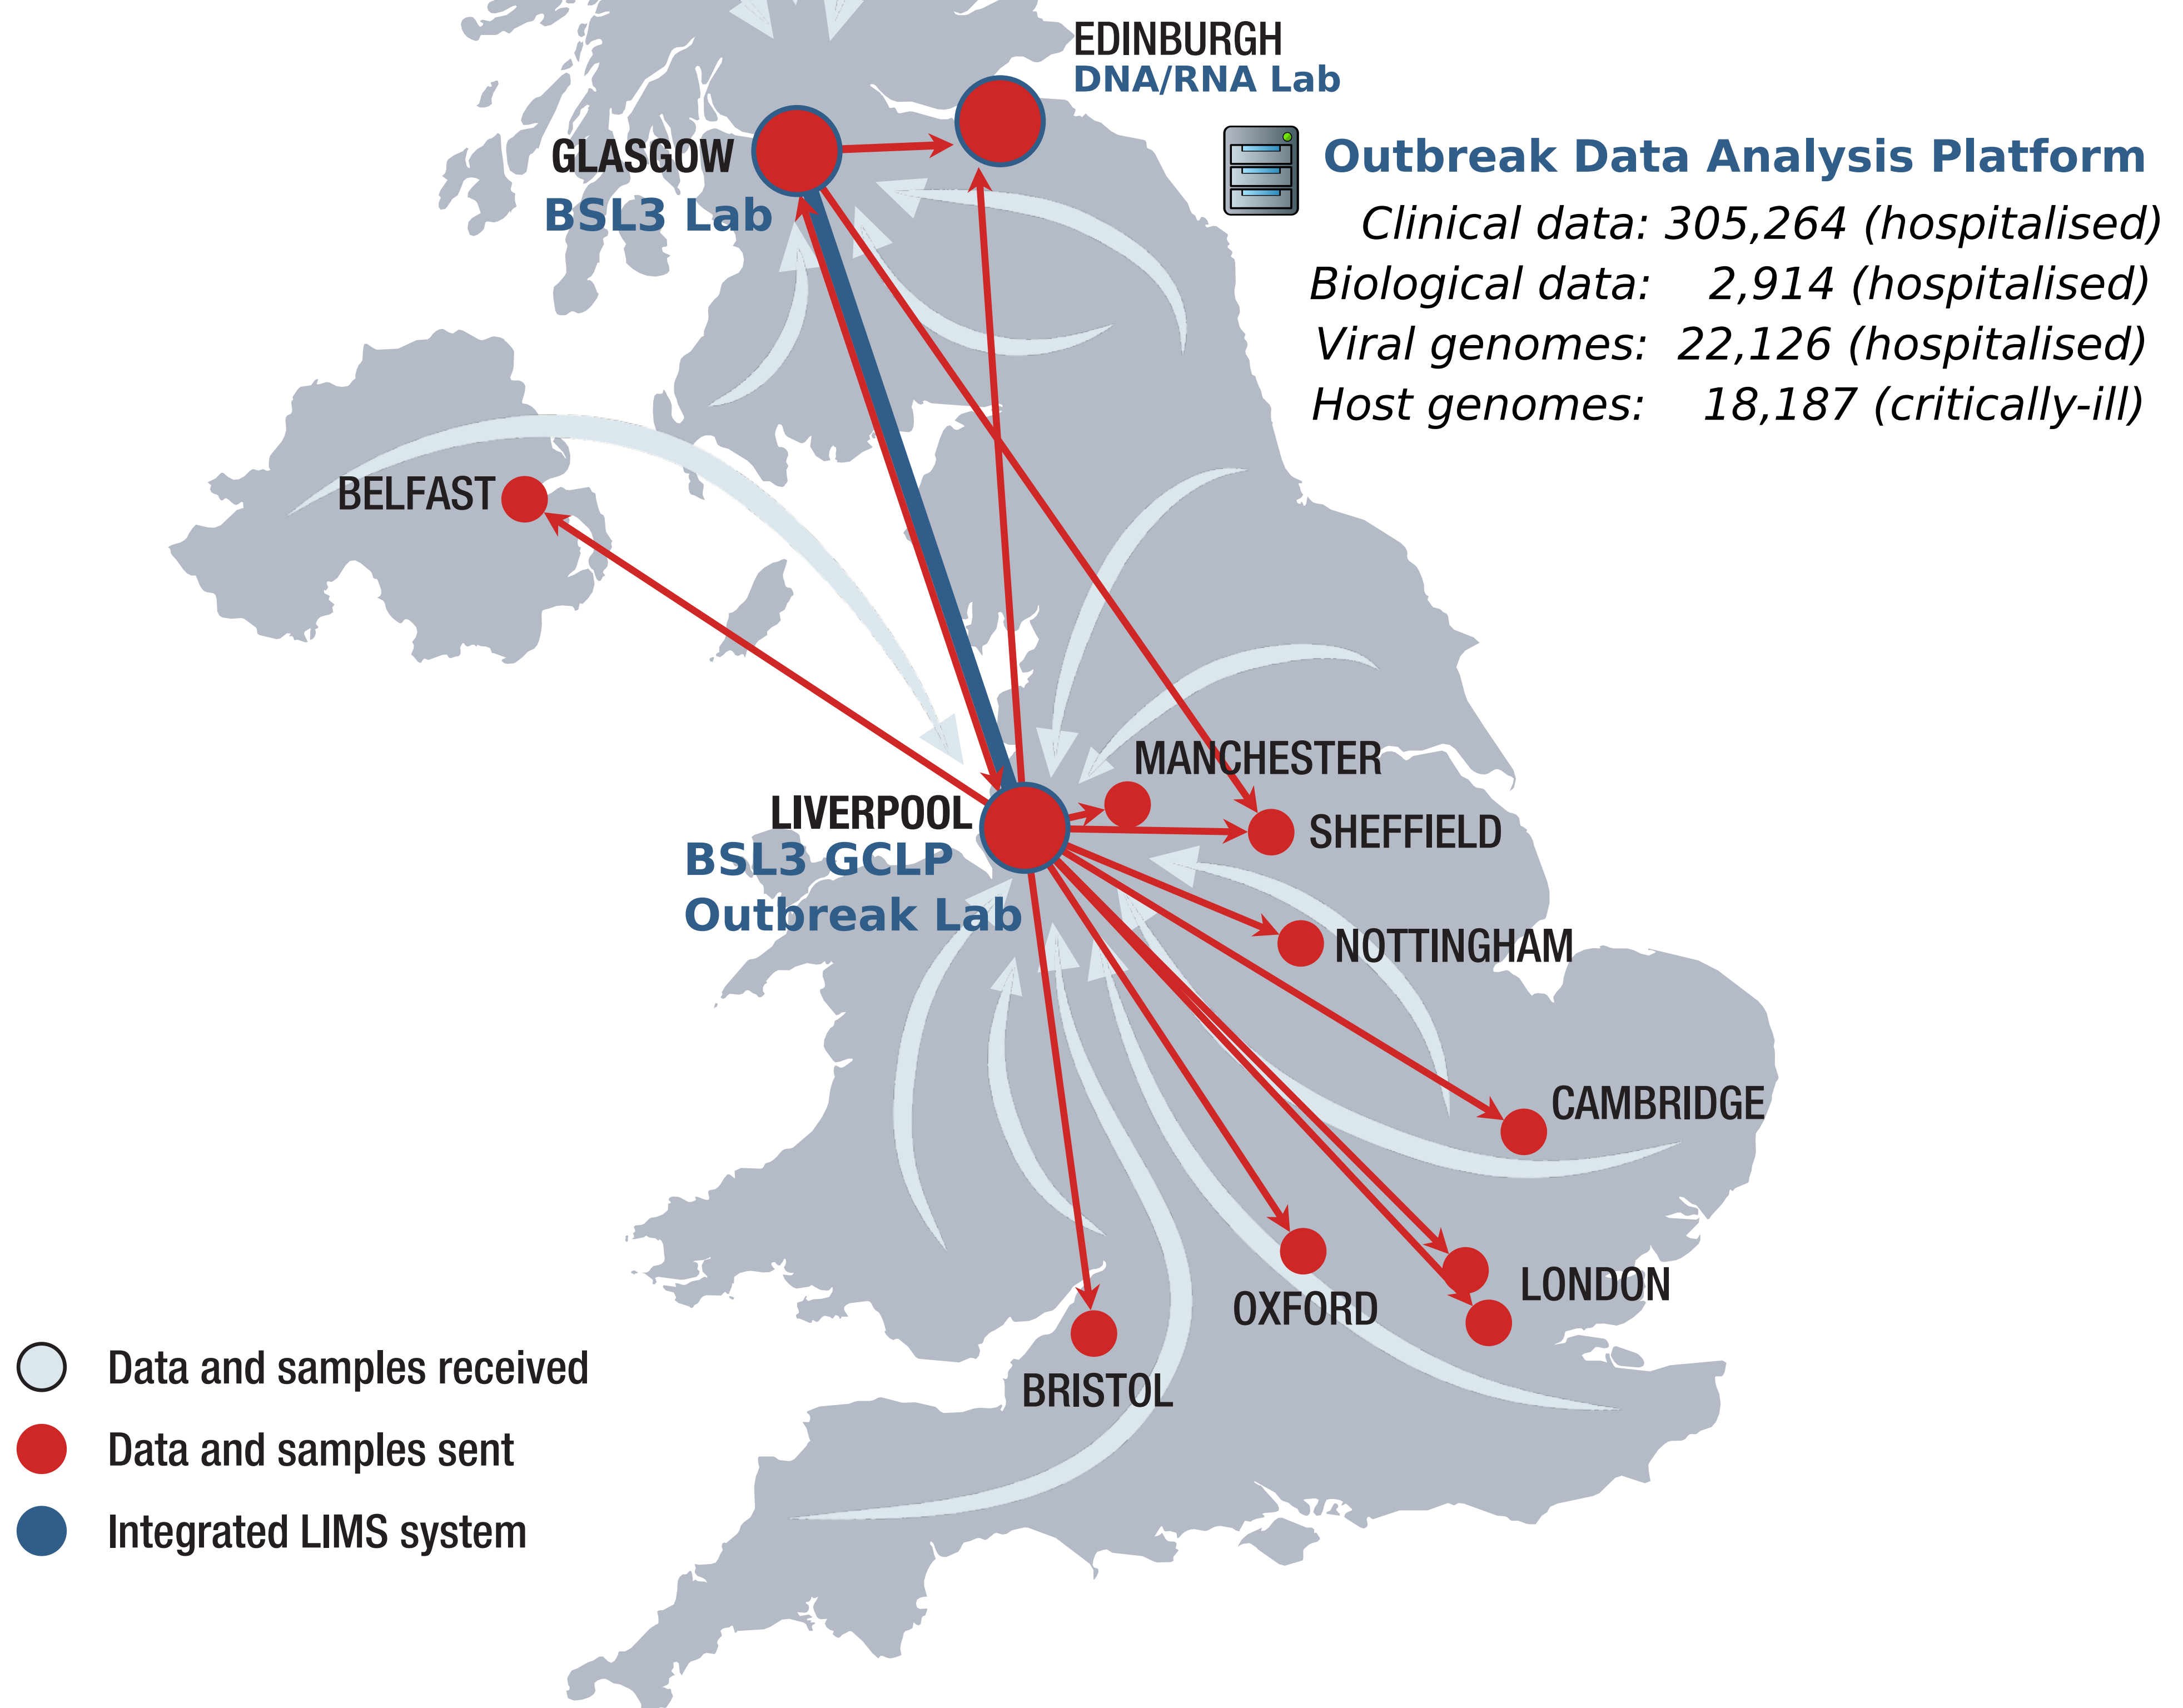 EDINBURGH
DNA/RNA Lab
GLASGOW
BSL3 Lab
Outbreak Data Analysis Platform
Clinical data: 305,264 (hospitalised)
Biological data: 2,914 (hospitalised)
Viral genomes: 22,126 (hospitalised)
Host genomes: 18,187 (critically-ill)
BELFAST
MANCHESTER
LIVERPOOL
BSL3 GCLP
Outbreak Lab
SHEFFIELD
NOTTINGHAM
CAMBRIDGE
LONDON
OXFORD
BRISTOL
Data and samples received
Data and samples sent
Integrated LIMS system